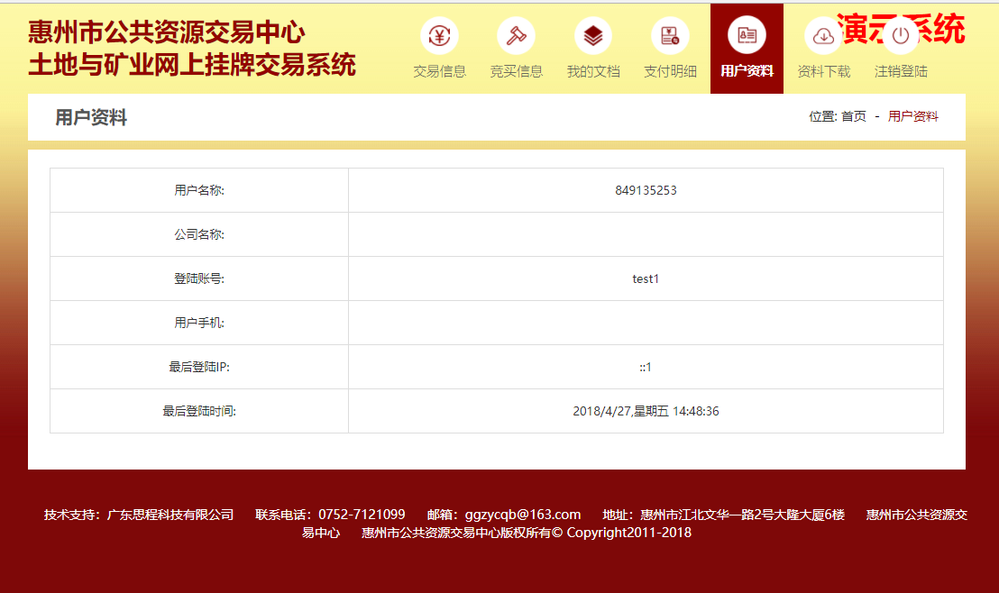 惠州市公共资源交易中心
土地与矿业网上挂牌交易系统
演示系统
交易信息 竞买信息 我的文档 支付明细 用户资料 资料下载 注销登陆
用户资料
位置: 首页 - 用户资料
用户名称: 849135253
公司名称:
登陆账号: test1
用户手机:
最后登陆IP: ::1
最后登陆时间: 2018/4/27,星期五 14:48:36
技术支持：广东思程科技有限公司 联系电话：0752-7121099 邮箱：ggzycqb@163.com 地址：惠州市江北文华一路2号大隆大厦6楼 惠州市公共资源交
易中心 惠州市公共资源交易中心版权所有© Copyright2011-2018